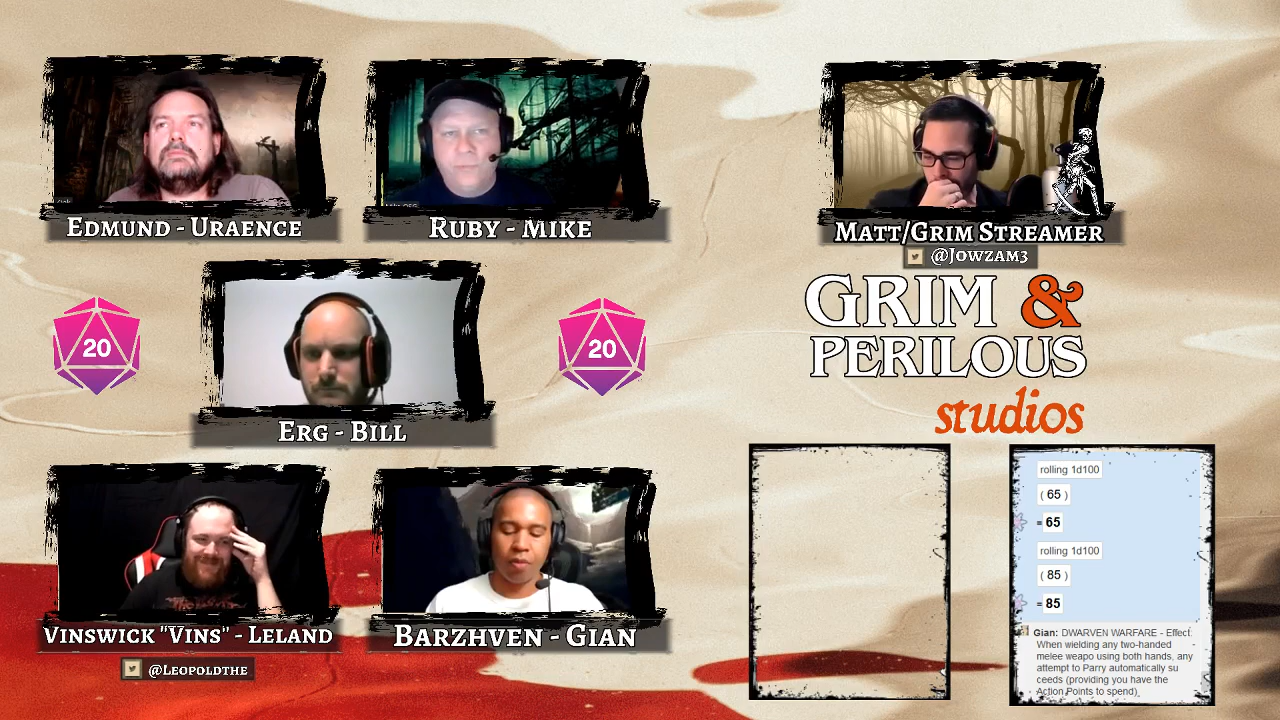 EDMUND - URAENCE
RUBY - MIKE
MATT/GRIM STREAMER
@JOWZAM3
GRIM &
PERILOUS
studios
20
20
ERG - BILL
VINSWICK "VINS" - LELAND
@LEOPOLDTHE
BARZHVEN - GIAN
rolling 1d100
( 65 )
= 65
rolling 1d100
( 85 )
= 85
Gian: DWARVEN WARFARE - Effect:
When wielding any two-handed
melee weapo using both hands, any
attempt to Parry automatically su
ceeds (providing you have the
Action Points to spend)